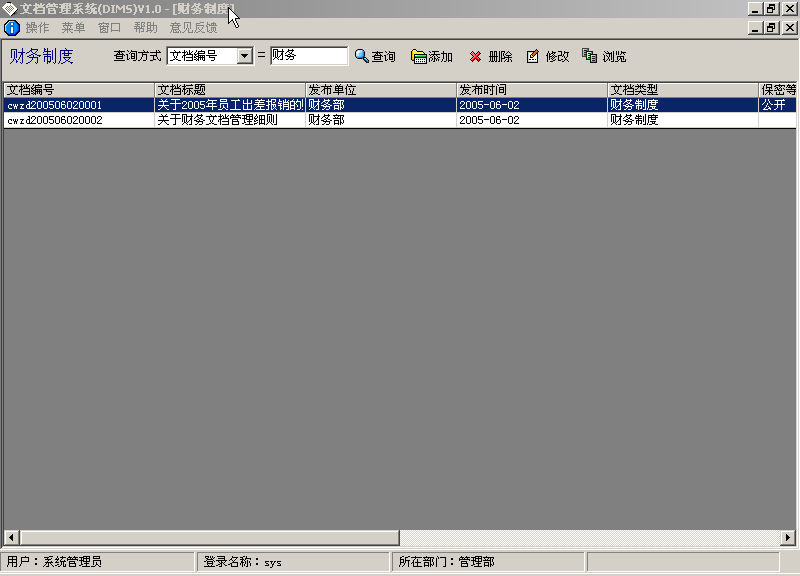 文档管理系统(DIMS)V1.0 - [财务制度]
操作 菜单 窗口 帮助 意见反馈
财务制度 查询方式 文档编号 = 财务 查询 添加 删除 修改 浏览
文档编号 文档标题 发布单位 发布时间 文档类型 保密等
cwzd200506020001 关于2005年员工出差报销的 财务部 2005-06-02 财务制度 公开
cwzd200506020002 关于财务文档管理细则 财务部 2005-06-02 财务制度
用户：系统管理员 登录名称：sys 所在部门：管理部